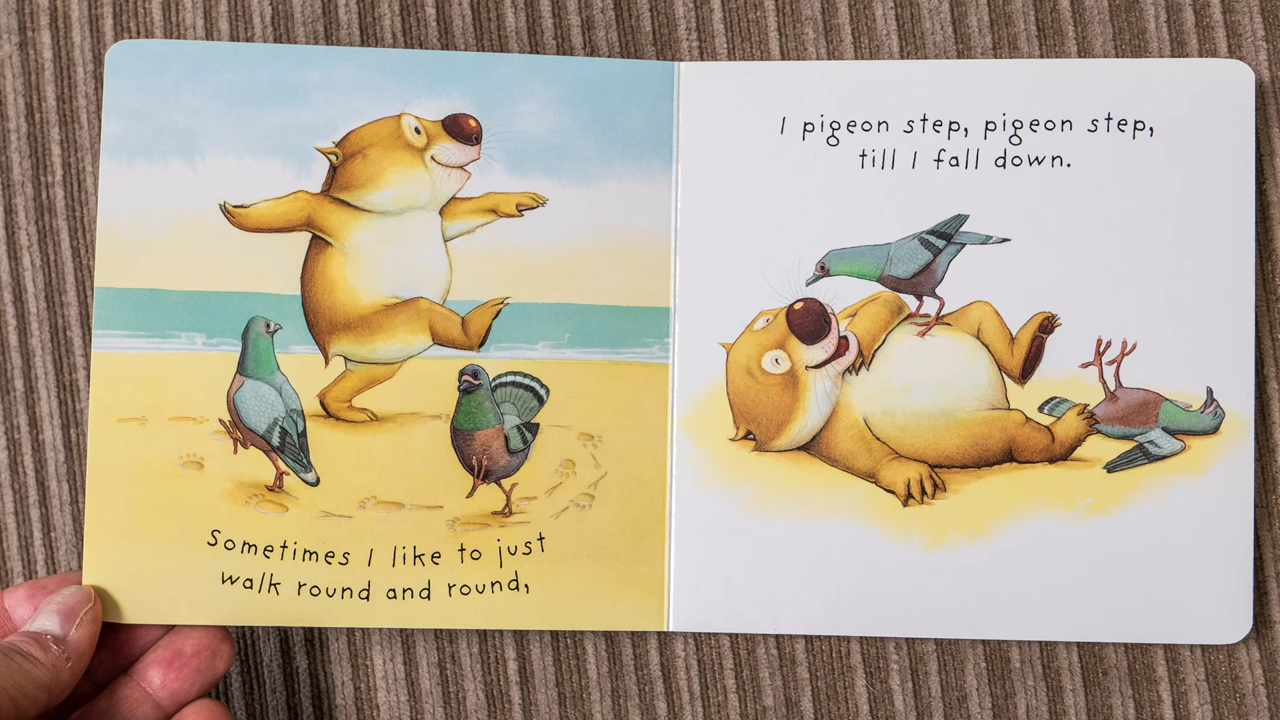 Sometimes I like to just
walk round and round,
I pigeon step, pigeon step,
till I fall down.